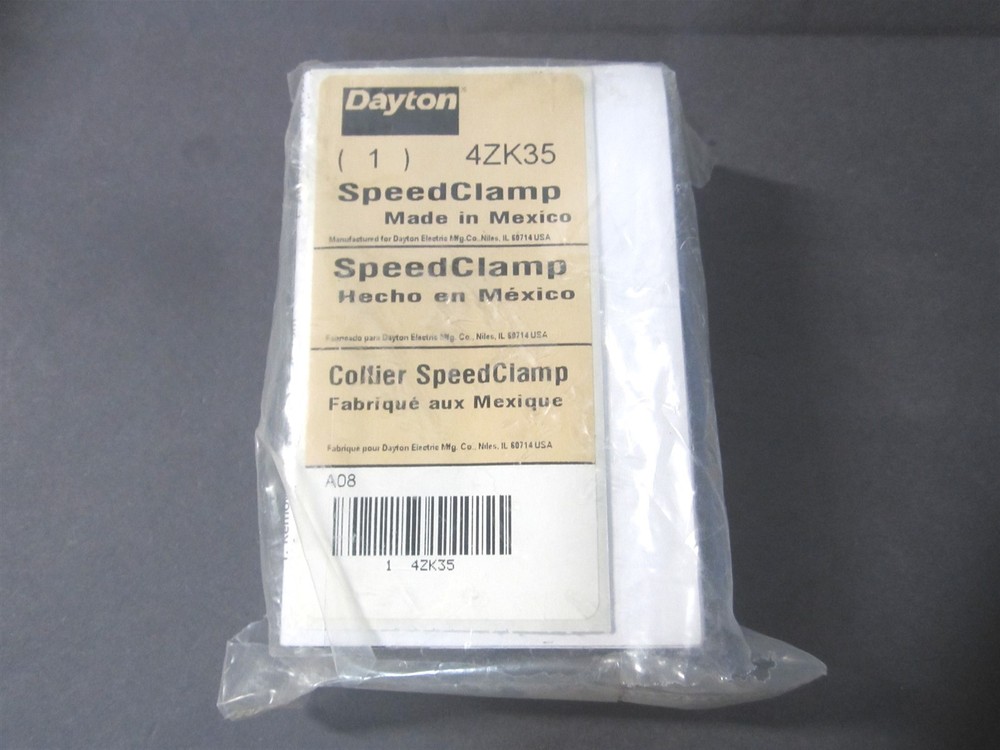 Dayton®
( 1 ) 4ZK35
SpeedClamp
Made in Mexico
Manufactured for Dayton Electric Mfg. Co., Niles, IL 60714 USA
SpeedClamp
Hecho en México
para Dayton Electric Mfg. Co., Niles, IL 60714 USA
Collier SpeedClamp
Fabriqué aux Mexique
Fabriqué pour Dayton Electric Mfg. Co., Niles, IL 60714 USA
A08
1 4ZK35